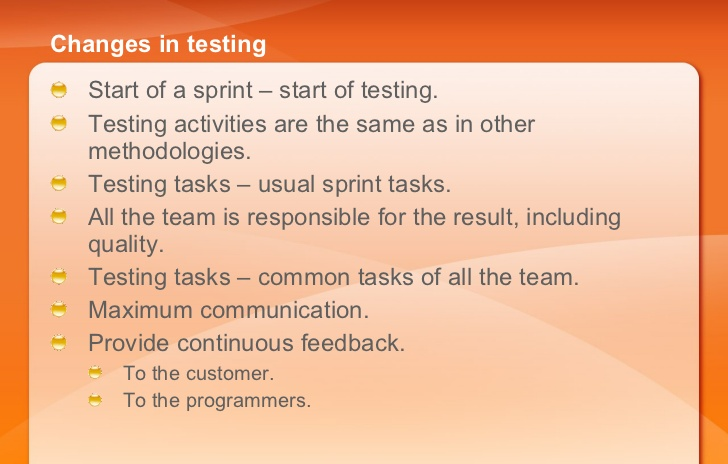 Changes in testing
Start of a sprint – start of testing.
Testing activities are the same as in other
methodologies.
Testing tasks – usual sprint tasks.
All the team is responsible for the result, including
quality.
Testing tasks – common tasks of all the team.
Maximum communication.
Provide continuous feedback.
To the customer.
To the programmers.